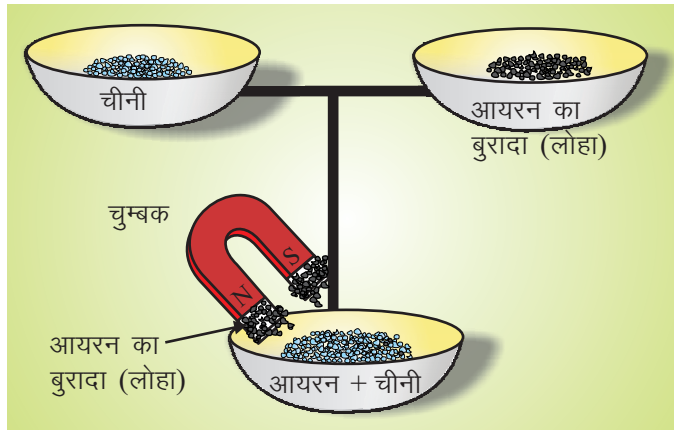 चीनी
आयरन का
बुरादा (लोहा)
चुम्बक
S
N
आयरन का
बुरादा (लोहा)
आयरन + चीनी